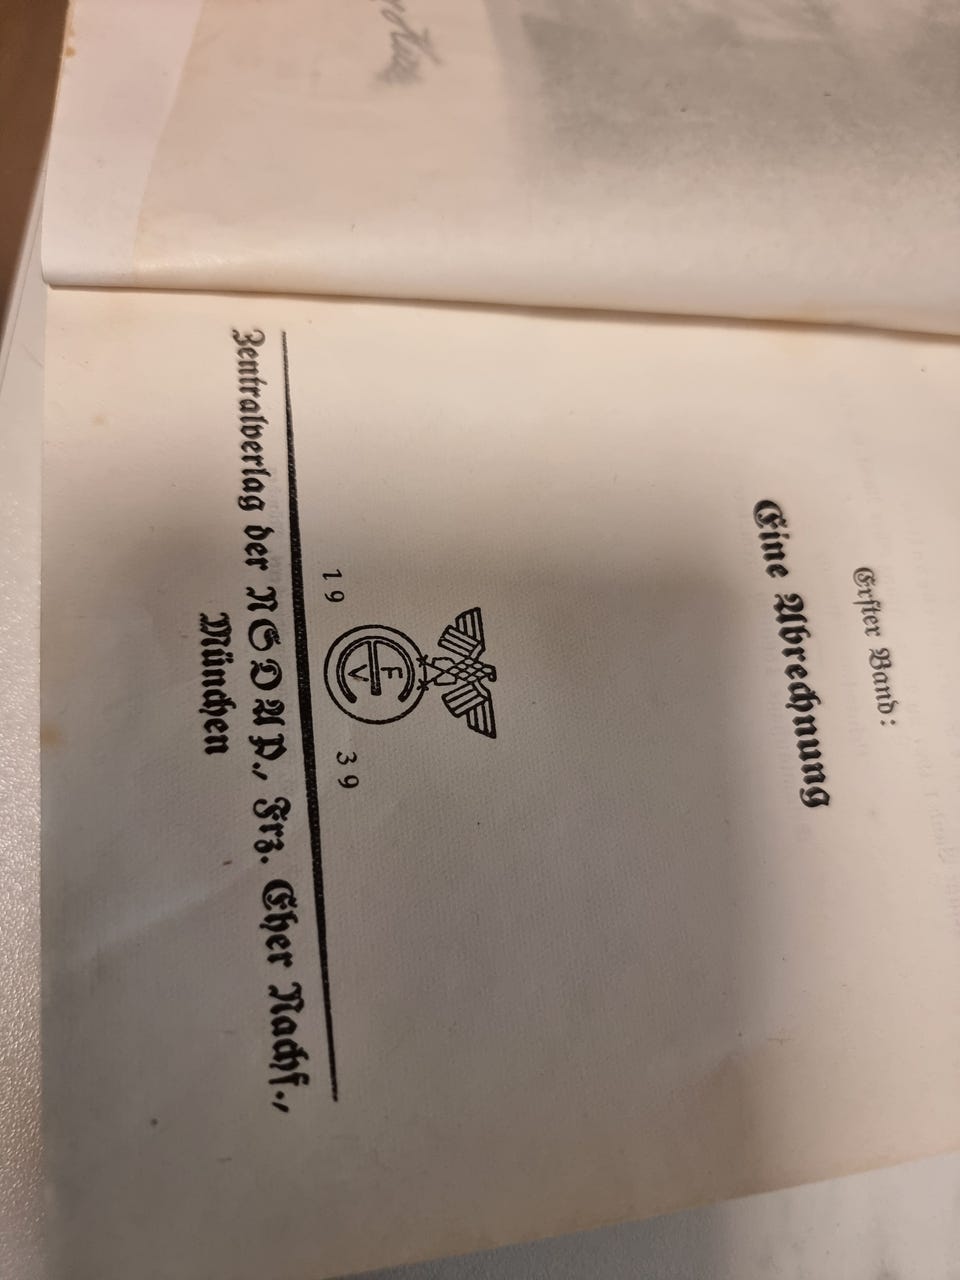 Erster Band:
Eine Abrechnung
F
E
V
19 39
Zentralverlag der NSDAP., Frz. Eher Nachf.,
München